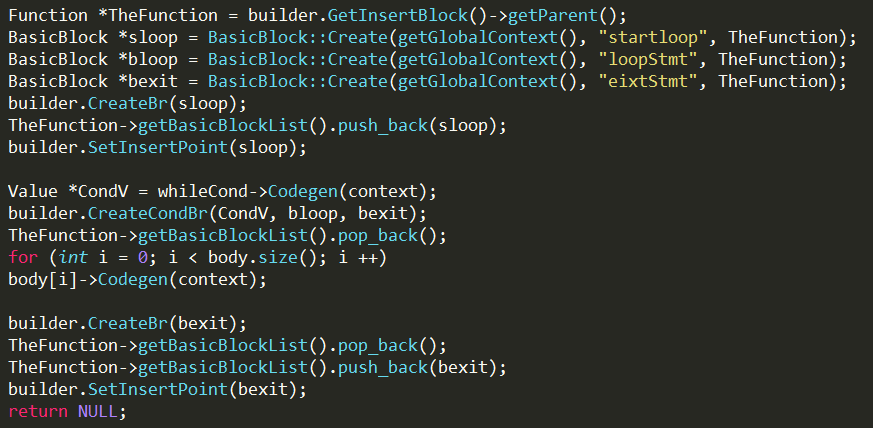 Function *TheFunction = builder.GetInsertBlock()->getParent();
BasicBlock *sloop = BasicBlock::Create(getGlobalContext(), "startloop", TheFunction);
BasicBlock *bloop = BasicBlock::Create(getGlobalContext(), "loopStmt", TheFunction);
BasicBlock *bexit = BasicBlock::Create(getGlobalContext(), "eixtStmt", TheFunction);
builder.CreateBr(sloop);
TheFunction->getBasicBlockList().push_back(sloop);
builder.SetInsertPoint(sloop);
Value *CondV = whileCond->Codegen(context);
builder.CreateCondBr(CondV, bloop, bexit);
TheFunction->getBasicBlockList().pop_back();
for (int i = 0; i < body.size(); i ++)
body[i]->Codegen(context);
builder.CreateBr(bexit);
TheFunction->getBasicBlockList().pop_back();
TheFunction->getBasicBlockList().push_back(bexit);
builder.SetInsertPoint(bexit);
return NULL;